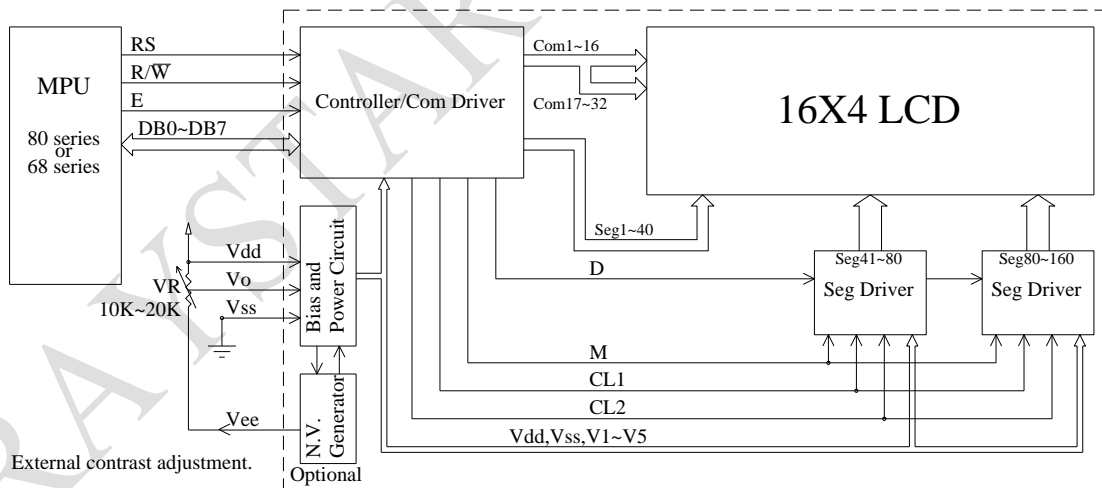 RAYSTAR
MPU
80 series
or
68 series
RS
R/W̅
E
DB0~DB7
Controller/Com Driver
Com1~16
Com17~32
16X4 LCD
Seg1~40
Vdd
Vo
Vss
VR
10K~20K
Bias and
Power Circuit
D
Seg41~80
Seg Driver
Seg80~160
Seg Driver
M
CL1
CL2
Vdd,Vss,V1~V5
Vee
N.V.
Generator
Optional
External contrast adjustment.